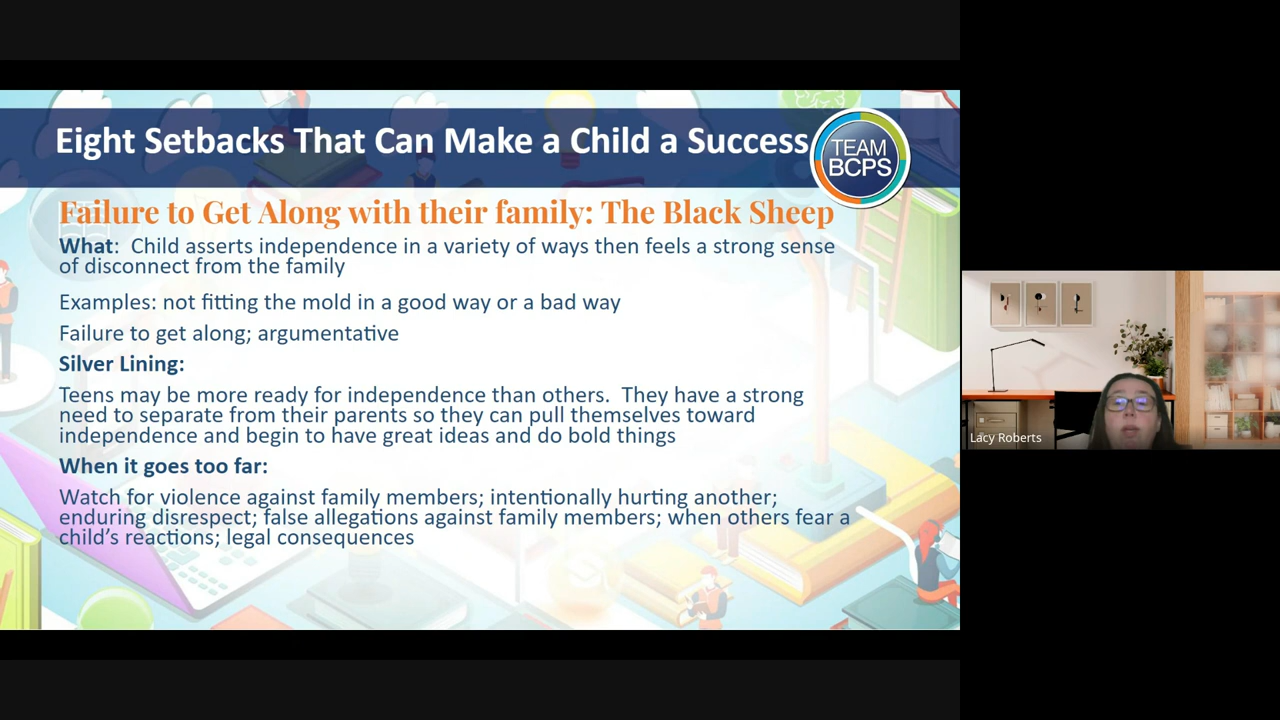 Eight Setbacks That Can Make a Child a Success
TEAM
BCPS
Failure to Get Along with their family: The Black Sheep
What:  Child asserts independence in a variety of ways then feels a strong sense
of disconnect from the family
Examples: not fitting the mold in a good way or a bad way
Failure to get along; argumentative
Silver Lining:
Teens may be more ready for independence than others.  They have a strong
need to separate from their parents so they can pull themselves toward
independence and begin to have great ideas and do bold things
When it goes too far:
Watch for violence against family members; intentionally hurting another;
enduring disrespect; false allegations against family members; when others fear a
child’s reactions; legal consequences
Lacy Roberts